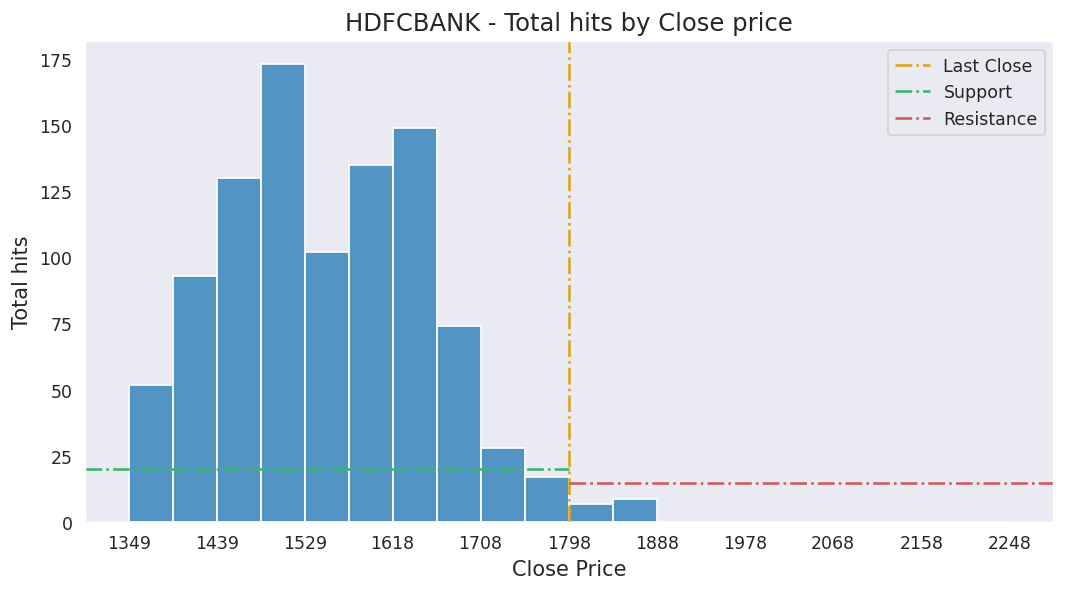 HDFCBANK - Total hits by Close price
175
150
125
100
75
50
25
0
Total hits
Last Close
Support
Resistance
1349 1439 1529 1618 1708 1798 1888 1978 2068 2158 2248
Close Price